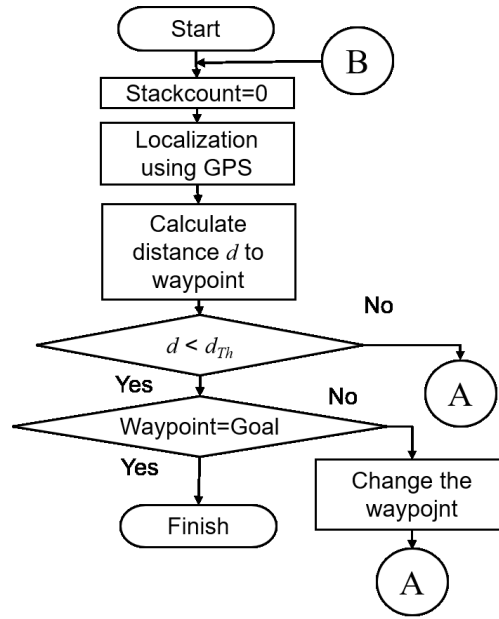 Start
B
Stackcount=0
Localization
using GPS
Calculate
distance d to
waypoint
No
d < dTh
A
Yes
No
Waypoint=Goal
Yes
Change the
waypojnt
Finish
A